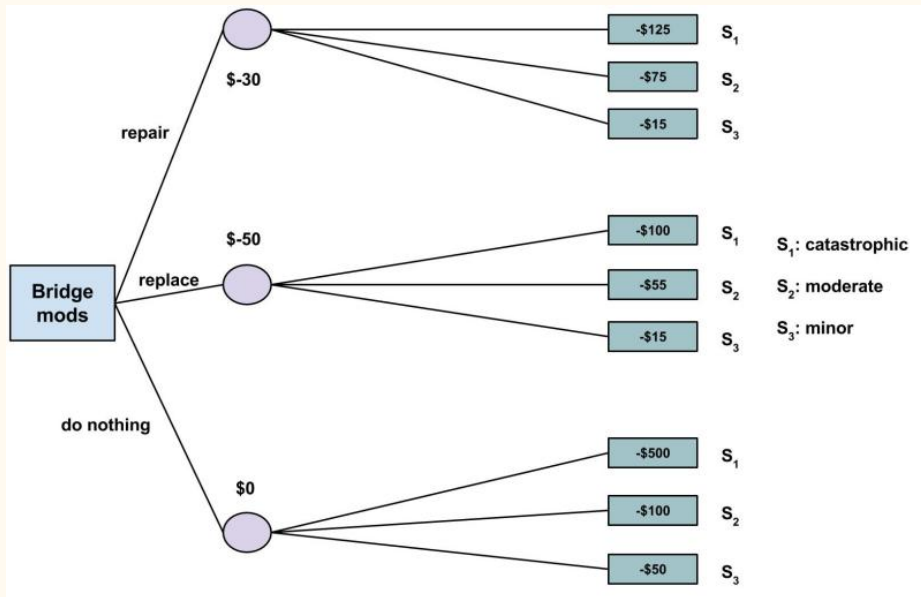 -$125 S₁
$-30
-$75 S₂
repair
-$15 S₃
$-50
-$100 S₁
S₁: catastrophic
Bridge
mods
replace
-$55 S₂
S₂: moderate
-$15 S₃
S₃: minor
do nothing
-$500 S₁
$0
-$100 S₂
-$50 S₃